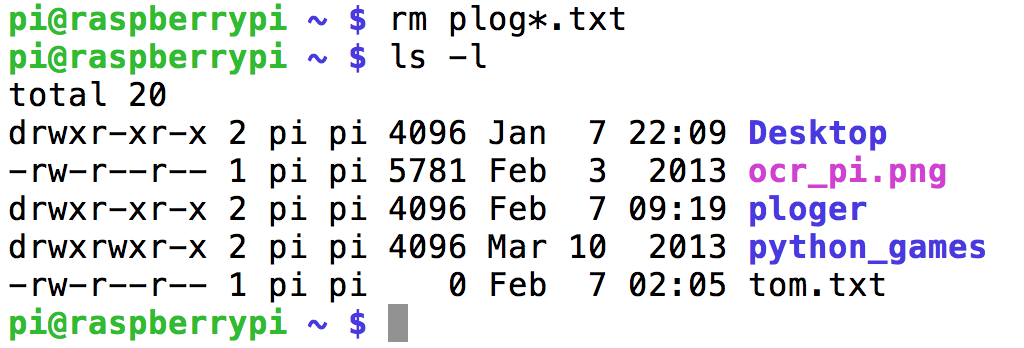 pi@raspberrypi ~ $ rm plog*.txt
pi@raspberrypi ~ $ ls -l
total 20
drwxr-xr-x 2 pi pi 4096 Jan  7 22:09 Desktop
-rw-r--r-- 1 pi pi 5781 Feb  3  2013 ocr_pi.png
drwxr-xr-x 2 pi pi 4096 Feb  7 09:19 ploger
drwxrwxr-x 2 pi pi 4096 Mar 10  2013 python_games
-rw-r--r-- 1 pi pi    0 Feb  7 02:05 tom.txt
pi@raspberrypi ~ $